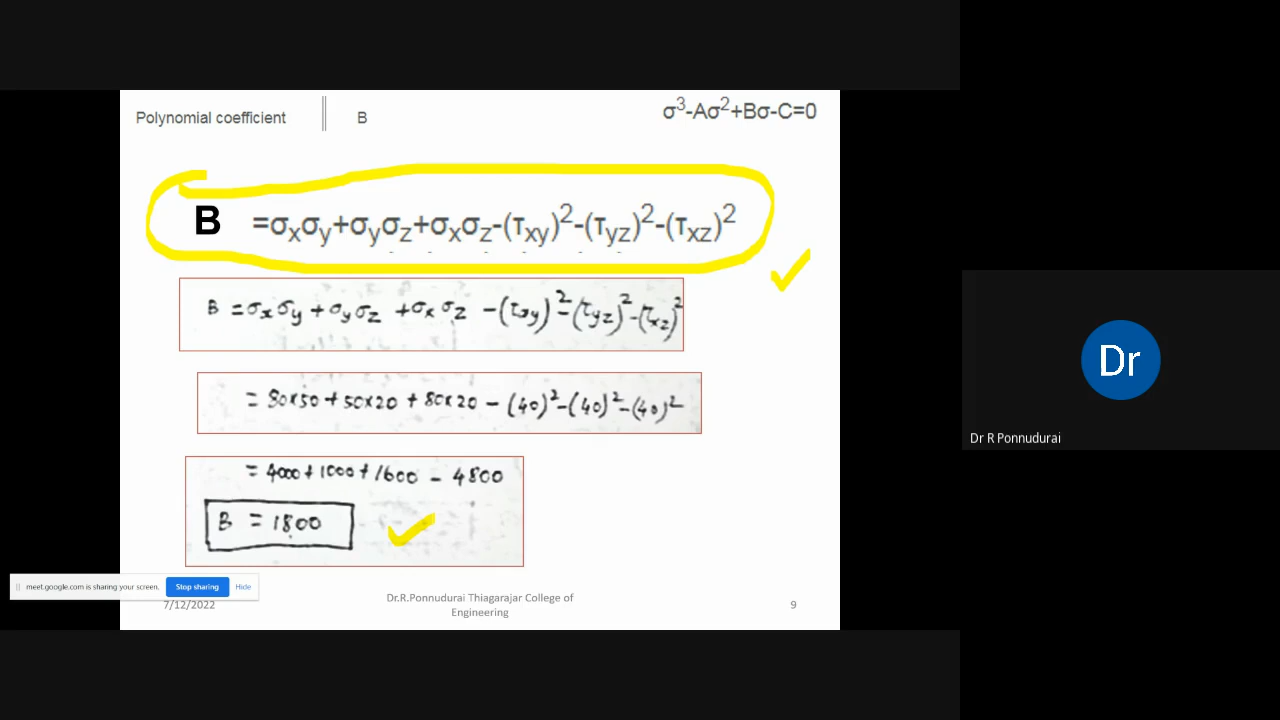 Polynomial coefficient B
σ³-Aσ²+Bσ-C=0
B =σxσy+σyσz+σxσz-(τxy)²-(τyz)²-(τxz)²
B = σx σy + σy σz + σx σz - (τxy)² - (τyz)² - (τxz)²
= 80×50 + 50×20 + 80×20 - (40)² - (40)² - (40)²
= 4000 + 1000 + 1600 - 4800
B = 1800
meet.google.com is sharing your screen. Stop sharing Hide
7/12/2022
Dr.R.Ponnudurai Thiagarajar College of
Engineering
9
Dr
Dr R Ponnudurai